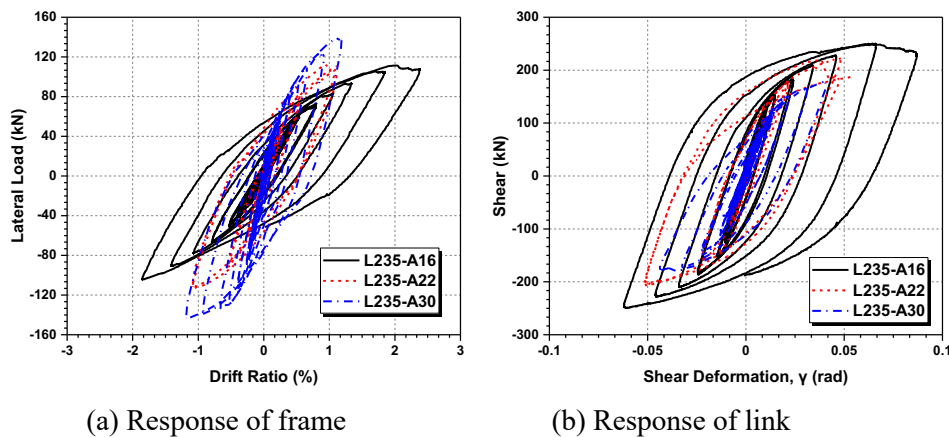 160
120
80
40
0
-40
-80
-120
-160
Lateral Load (kN)
-3 -2 -1 0 1 2 3
Drift Ratio (%)
L235-A16
L235-A22
L235-A30
(a) Response of frame
300
200
100
0
-100
-200
-300
Shear (kN)
-0.1 -0.05 0 0.05 0.1
Shear Deformation, γ (rad)
L235-A16
L235-A22
L235-A30
(b) Response of link